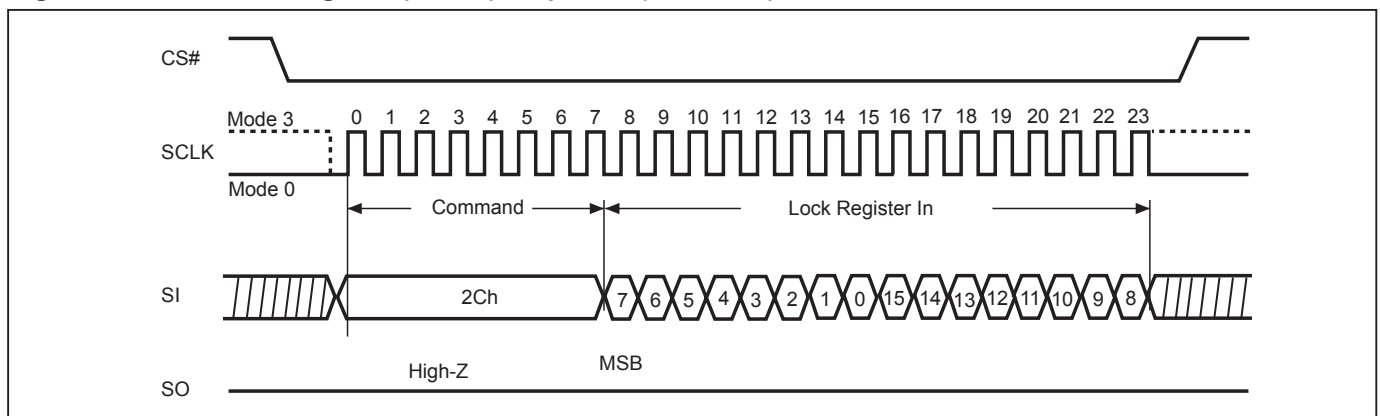 CS#
Mode 3
0 1 2 3 4 5 6 7 8 9 10 11 12 13 14 15 16 17 18 19 20 21 22 23
SCLK
Mode 0
Command Lock Register In
SI 2Ch 7 6 5 4 3 2 1 0 15 14 13 12 11 10 9 8
High-Z MSB
SO